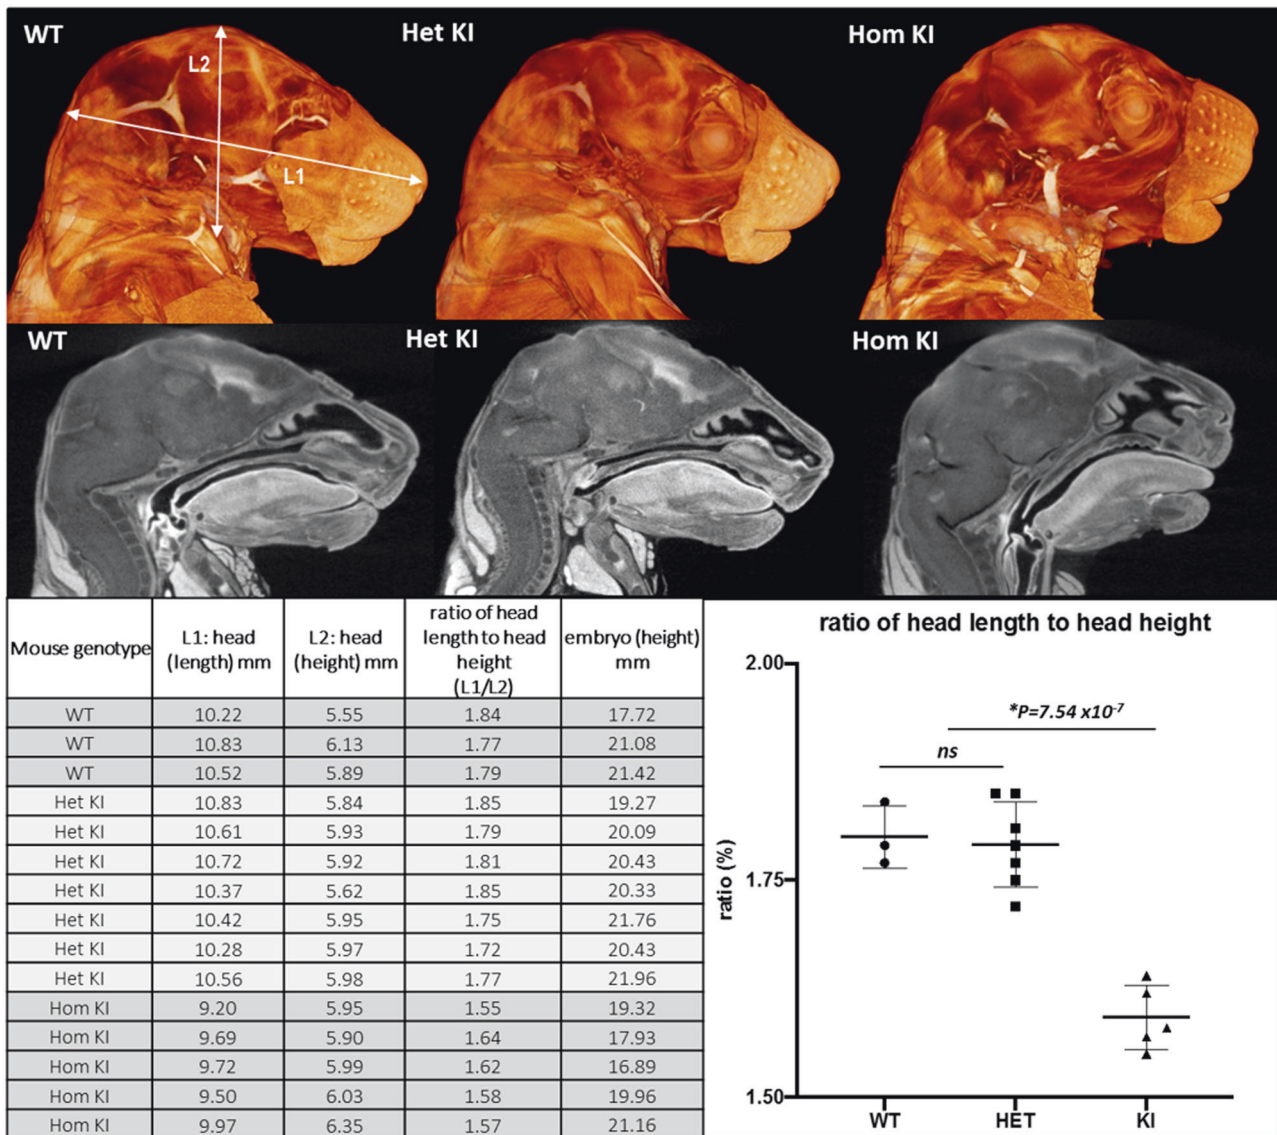 WT
Het KI
Hom KI
L2
L1
WT
Het KI
Hom KI
Mouse genotype
L1: head
(length) mm
L2: head
(height) mm
ratio of head
length to head
height
(L1/L2)
embryo (height)
mm
WT 10.22 5.55 1.84 17.72
WT 10.83 6.13 1.77 21.08
WT 10.52 5.89 1.79 21.42
Het KI 10.83 5.84 1.85 19.27
Het KI 10.61 5.93 1.79 20.09
Het KI 10.72 5.92 1.81 20.43
Het KI 10.37 5.62 1.85 20.33
Het KI 10.42 5.95 1.75 21.76
Het KI 10.28 5.97 1.72 20.43
Het KI 10.56 5.98 1.77 21.96
Hom KI 9.20 5.95 1.55 19.32
Hom KI 9.69 5.90 1.64 17.93
Hom KI 9.72 5.99 1.62 16.89
Hom KI 9.50 6.03 1.58 19.96
Hom KI 9.97 6.35 1.57 21.16
ratio of head length to head height
2.00
*P=7.54 x10⁻⁷
ns
1.75
ratio (%)
1.50
WT HET KI